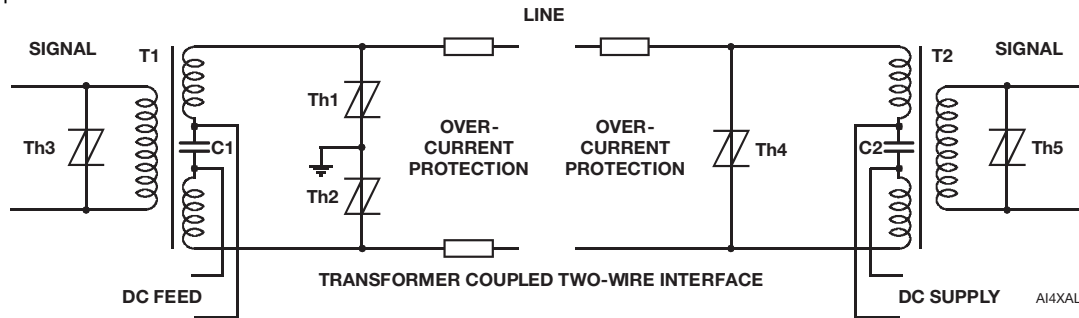 LINE
SIGNAL
T1
T2
SIGNAL
Th1
Th3
C1
OVER-
CURRENT
PROTECTION
OVER-
CURRENT
PROTECTION
Th4
C2
Th5
Th2
TRANSFORMER COUPLED TWO-WIRE INTERFACE
DC FEED
DC SUPPLY
AI4XAL